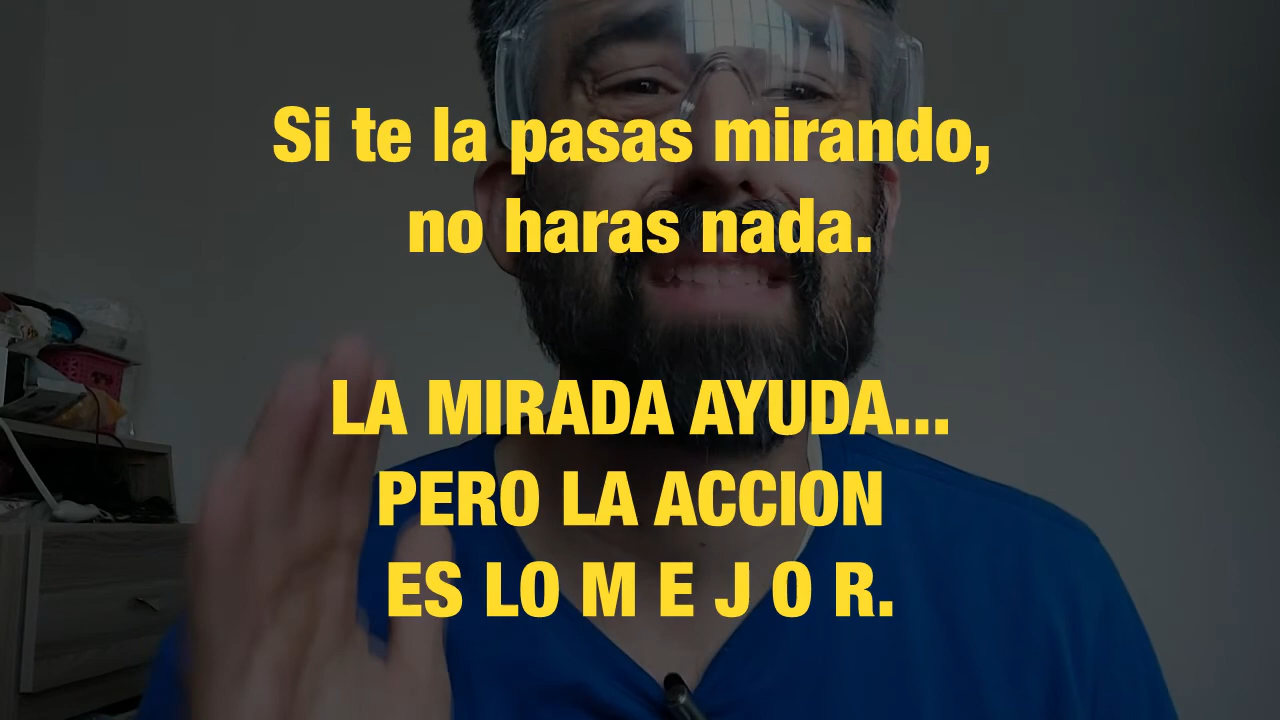 Si te la pasas mirando,
no haras nada.
LA MIRADA AYUDA...
PERO LA ACCION
ES LO M E J O R.